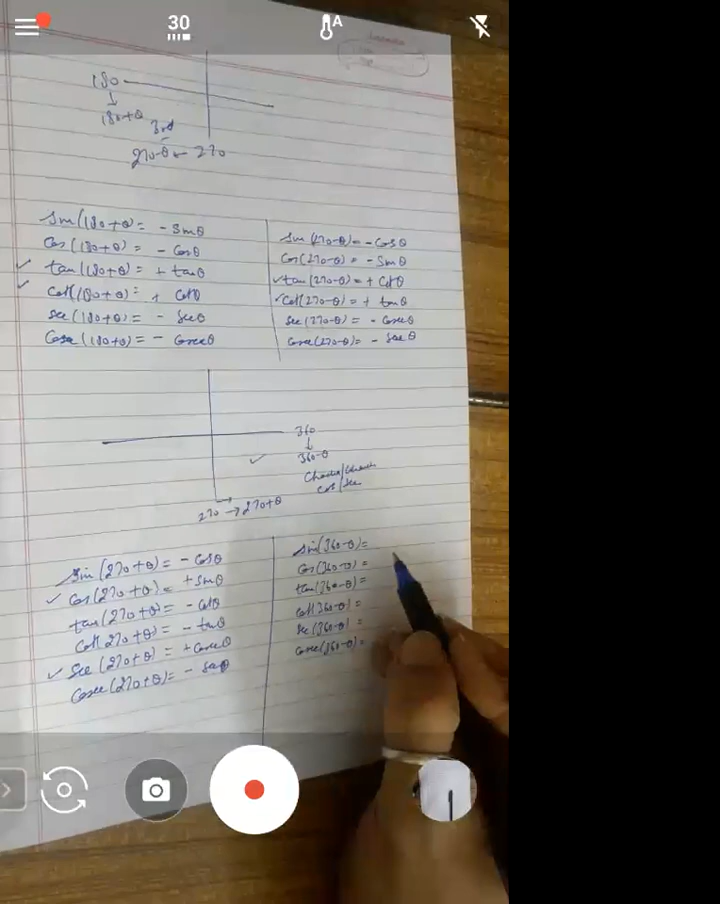 30
A
180
180+θ
270-θ ← 270
sin(180+θ) = - sinθ
cos(180+θ) = - cosθ
tan(180+θ) = + tanθ
cot(180+θ) = + cotθ
sec(180+θ) = - secθ
cosec(180+θ) = - cosecθ
sin(270-θ) = - cosθ
cos(270-θ) = - sinθ
tan(270-θ) = + cotθ
cot(270-θ) = + tanθ
sec(270-θ) = - cosecθ
cosec(270-θ) = - secθ
360
360-θ
cos/sec
270 → 270+θ
sin(270+θ) = - cosθ
cos(270+θ) = + sinθ
tan(270+θ) = - cotθ
cot(270+θ) = - tanθ
sec(270+θ) = + cosecθ
cosec(270+θ) = - secθ
sin(360-θ) =
cos(360-θ) =
tan(360-θ) =
cot(360-θ) =
sec(360-θ) =
cosec(360-θ) =